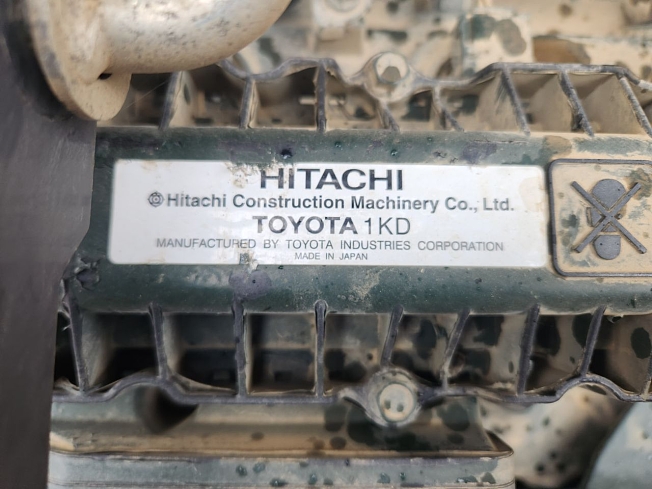 HITACHI
Hitachi Construction Machinery Co., Ltd.
TOYOTA 1KD
MANUFACTURED BY TOYOTA INDUSTRIES CORPORATION
MADE IN JAPAN